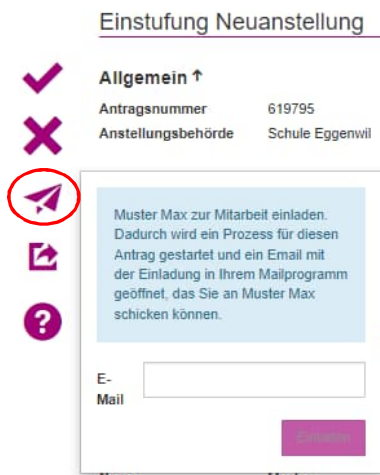 Einstufung Neuanstellung
Allgemein ↑
Antragsnummer 619795
Anstellungsbehörde Schule Eggenwil
Muster Max zur Mitarbeit einladen.
Dadurch wird ein Prozess für diesen
Antrag gestartet und ein Email mit
der Einladung in Ihrem Mailprogramm
geöffnet, das Sie an Muster Max
schicken können.
E-
Mail
Einladen